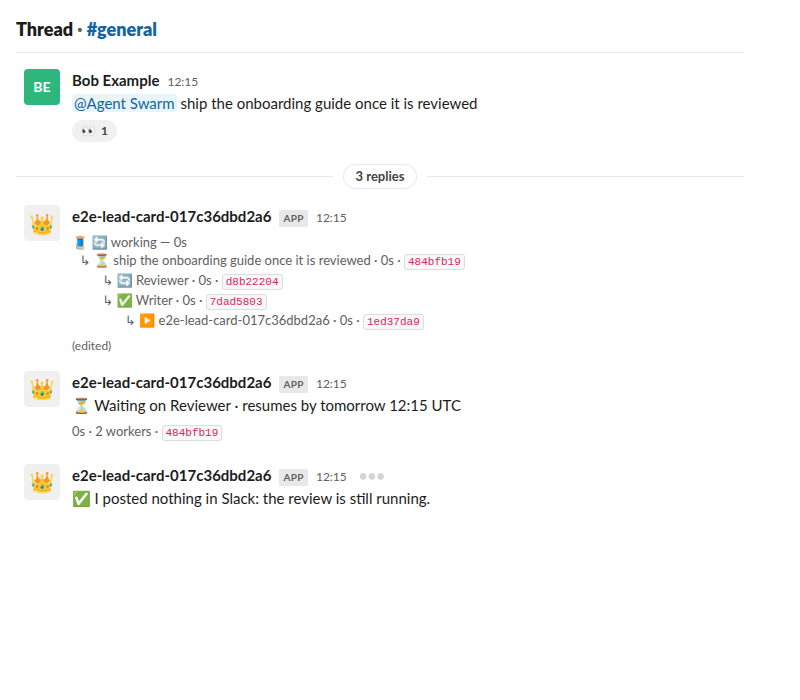 Thread • #general
BE
Bob Example 12:15
@Agent Swarm ship the onboarding guide once it is reviewed
👀 1
3 replies
e2e-lead-card-017c36dbd2a6 APP 12:15
🧵 🔄 working — 0s
↳ ⏳ ship the onboarding guide once it is reviewed · 0s · 484bfb19
↳ 🔄 Reviewer · 0s · d8b22204
↳ ✅ Writer · 0s · 7dad5803
↳ ▶️ e2e-lead-card-017c36dbd2a6 · 0s · 1ed37da9
(edited)
e2e-lead-card-017c36dbd2a6 APP 12:15
⏳ Waiting on Reviewer · resumes by tomorrow 12:15 UTC
0s · 2 workers · 484bfb19
e2e-lead-card-017c36dbd2a6 APP 12:15
✅ I posted nothing in Slack: the review is still running.